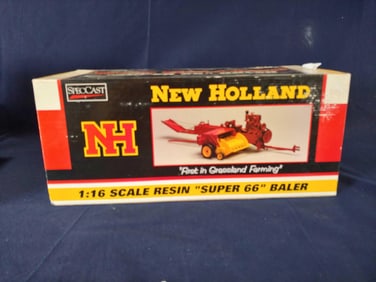 SPECCAST
NEW HOLLAND
NH
"First in Grassland Farming"
1:16 SCALE RESIN "SUPER 66" BALER